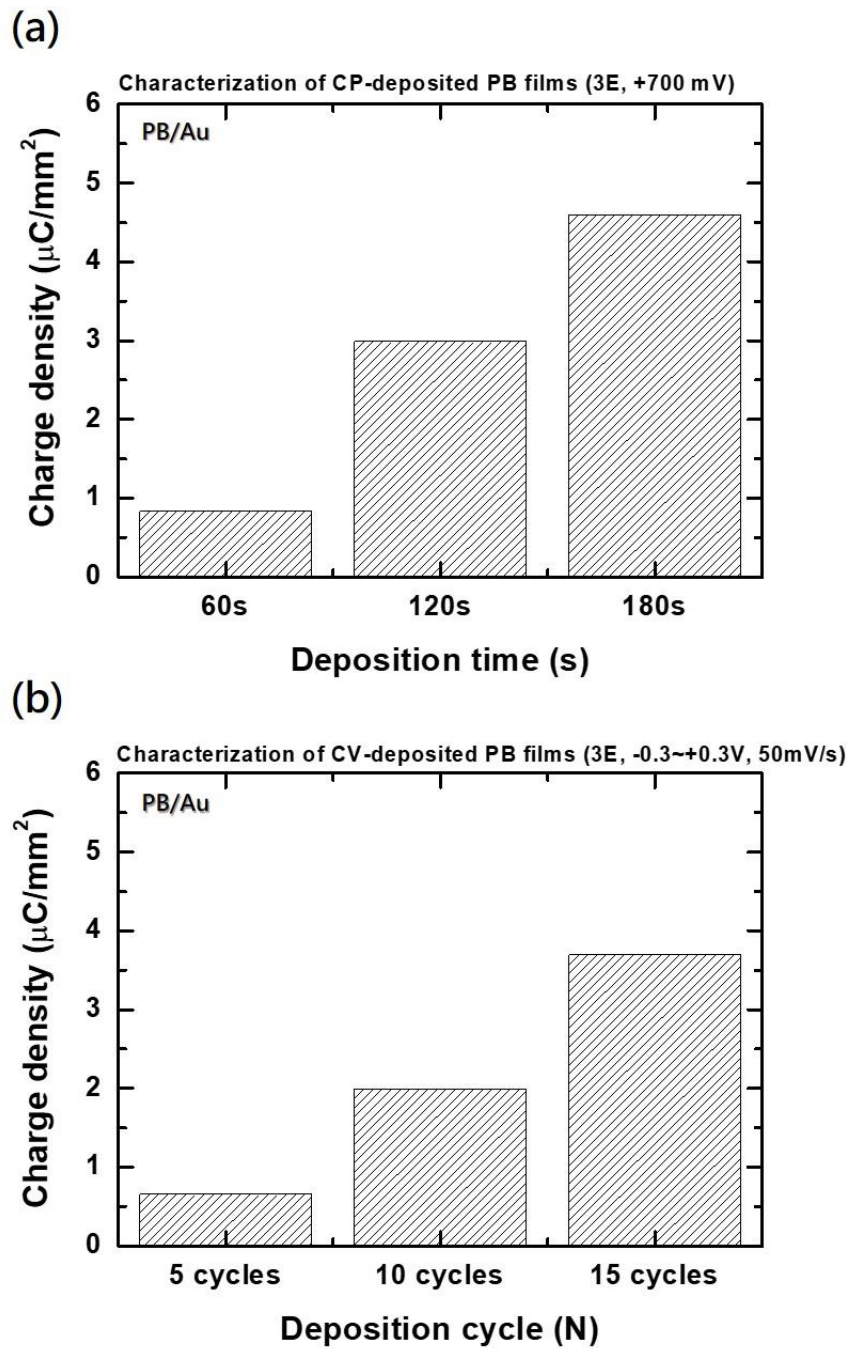 (a)
Characterization of CP-deposited PB films (3E, +700 mV)
PB/Au
Charge density (μC/mm²)
6
5
4
3
2
1
0
60s 120s 180s
Deposition time (s)
(b)
Characterization of CV-deposited PB films (3E, -0.3~+0.3V, 50mV/s)
PB/Au
Charge density (μC/mm²)
6
5
4
3
2
1
0
5 cycles 10 cycles 15 cycles
Deposition cycle (N)